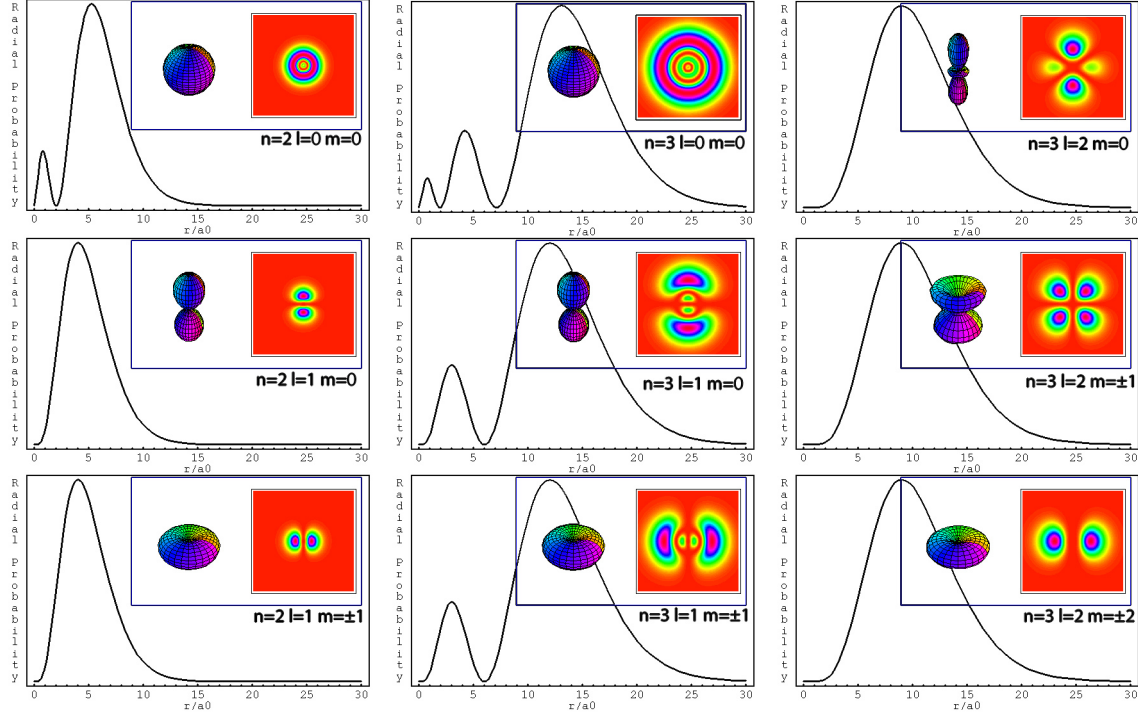 Radial Probability
n=2 l=0 m=0
0 5 10 15 20 25 30
r/a0
Radial Probability
n=3 l=0 m=0
0 5 10 15 20 25 30
r/a0
Radial Probability
n=3 l=2 m=0
0 5 10 15 20 25 30
r/a0
Radial Probability
n=2 l=1 m=0
0 5 10 15 20 25 30
r/a0
Radial Probability
n=3 l=1 m=0
0 5 10 15 20 25 30
r/a0
Radial Probability
n=3 l=2 m=±1
0 5 10 15 20 25 30
r/a0
Radial Probability
n=2 l=1 m=±1
0 5 10 15 20 25 30
r/a0
Radial Probability
n=3 l=1 m=±1
0 5 10 15 20 25 30
r/a0
Radial Probability
n=3 l=2 m=±2
0 5 10 15 20 25 30
r/a0